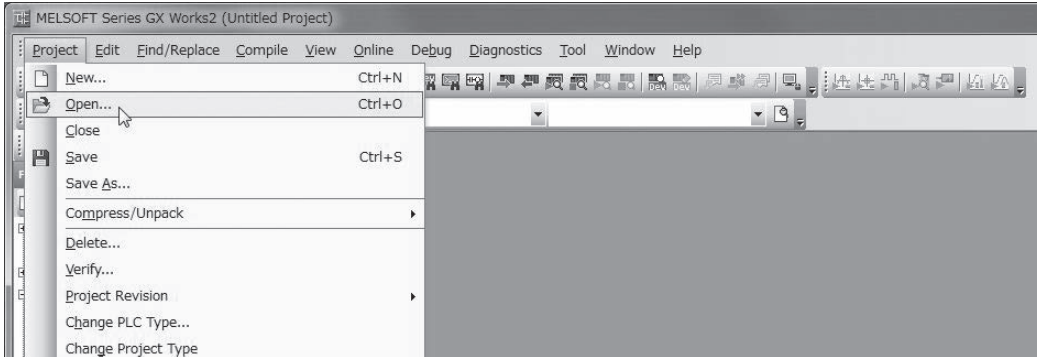 MELSOFT Series GX Works2 (Untitled Project)
Project Edit Find/Replace Compile View Online Debug Diagnostics Tool Window Help
New... Ctrl+N
Open... Ctrl+O
Close
Save Ctrl+S
Save As...
Compress/Unpack
Delete...
Verify...
Project Revision
Change PLC Type...
Change Project Type